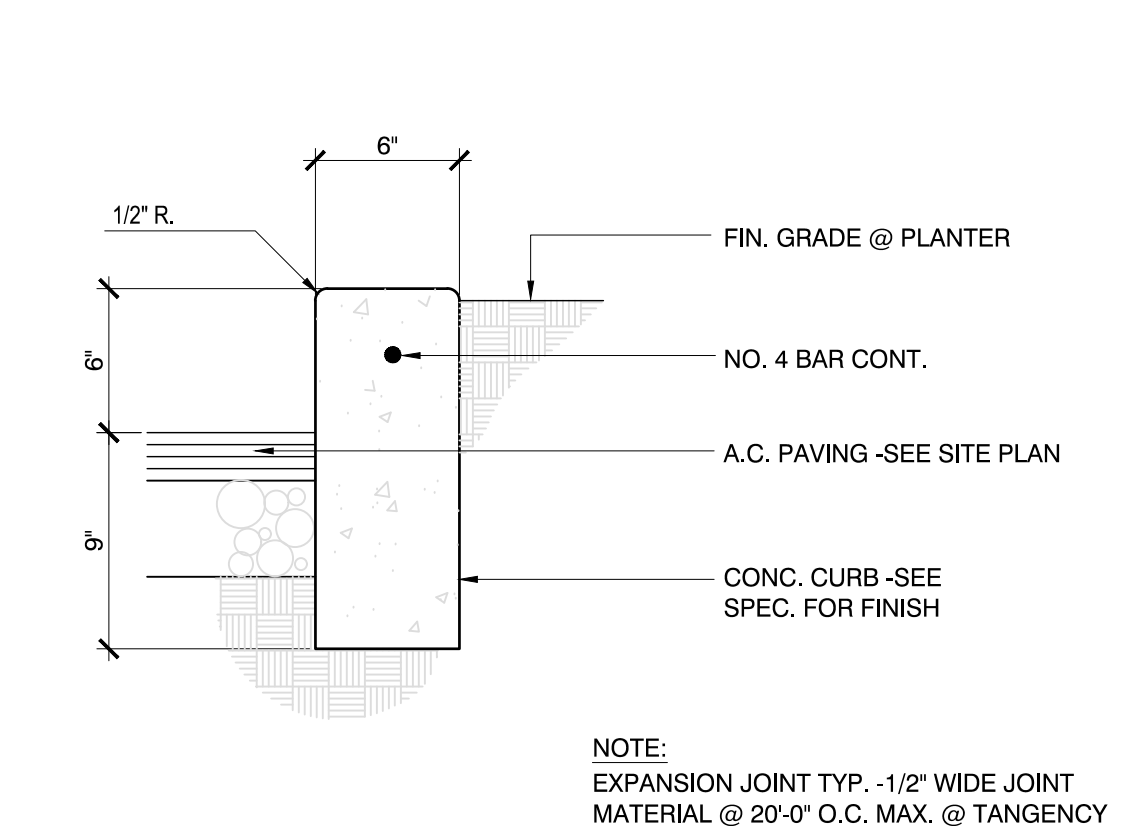 6"
1/2" R.
FIN. GRADE @ PLANTER
6"
NO. 4 BAR CONT.
A.C. PAVING -SEE SITE PLAN
9"
CONC. CURB -SEE
SPEC. FOR FINISH
NOTE:
EXPANSION JOINT TYP. -1/2" WIDE JOINT
MATERIAL @ 20'-0" O.C. MAX. @ TANGENCY